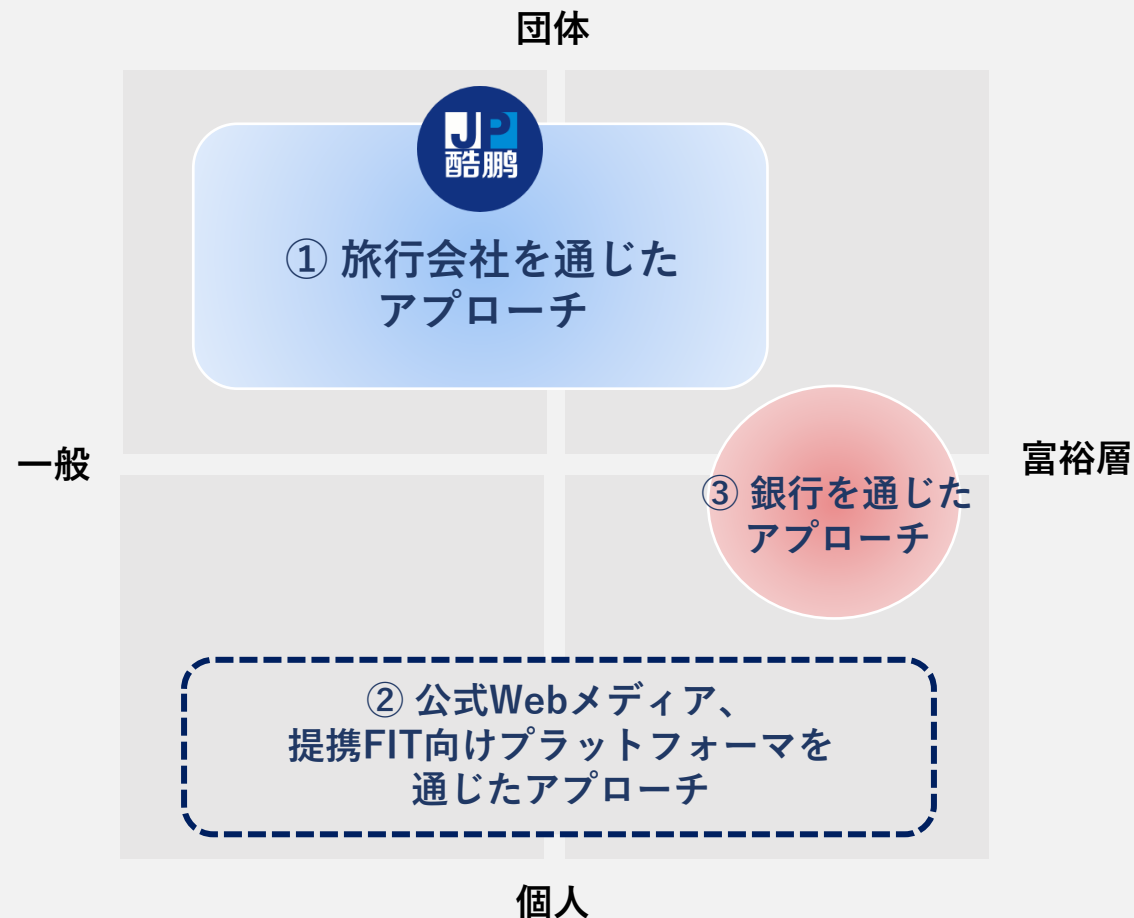 団体
JP
酷鹏
① 旅行会社を通じた
アプローチ
一般
富裕層
③ 銀行を通じた
アプローチ
② 公式Webメディア、
提携FIT向けプラットフォーマを
通じたアプローチ
個人